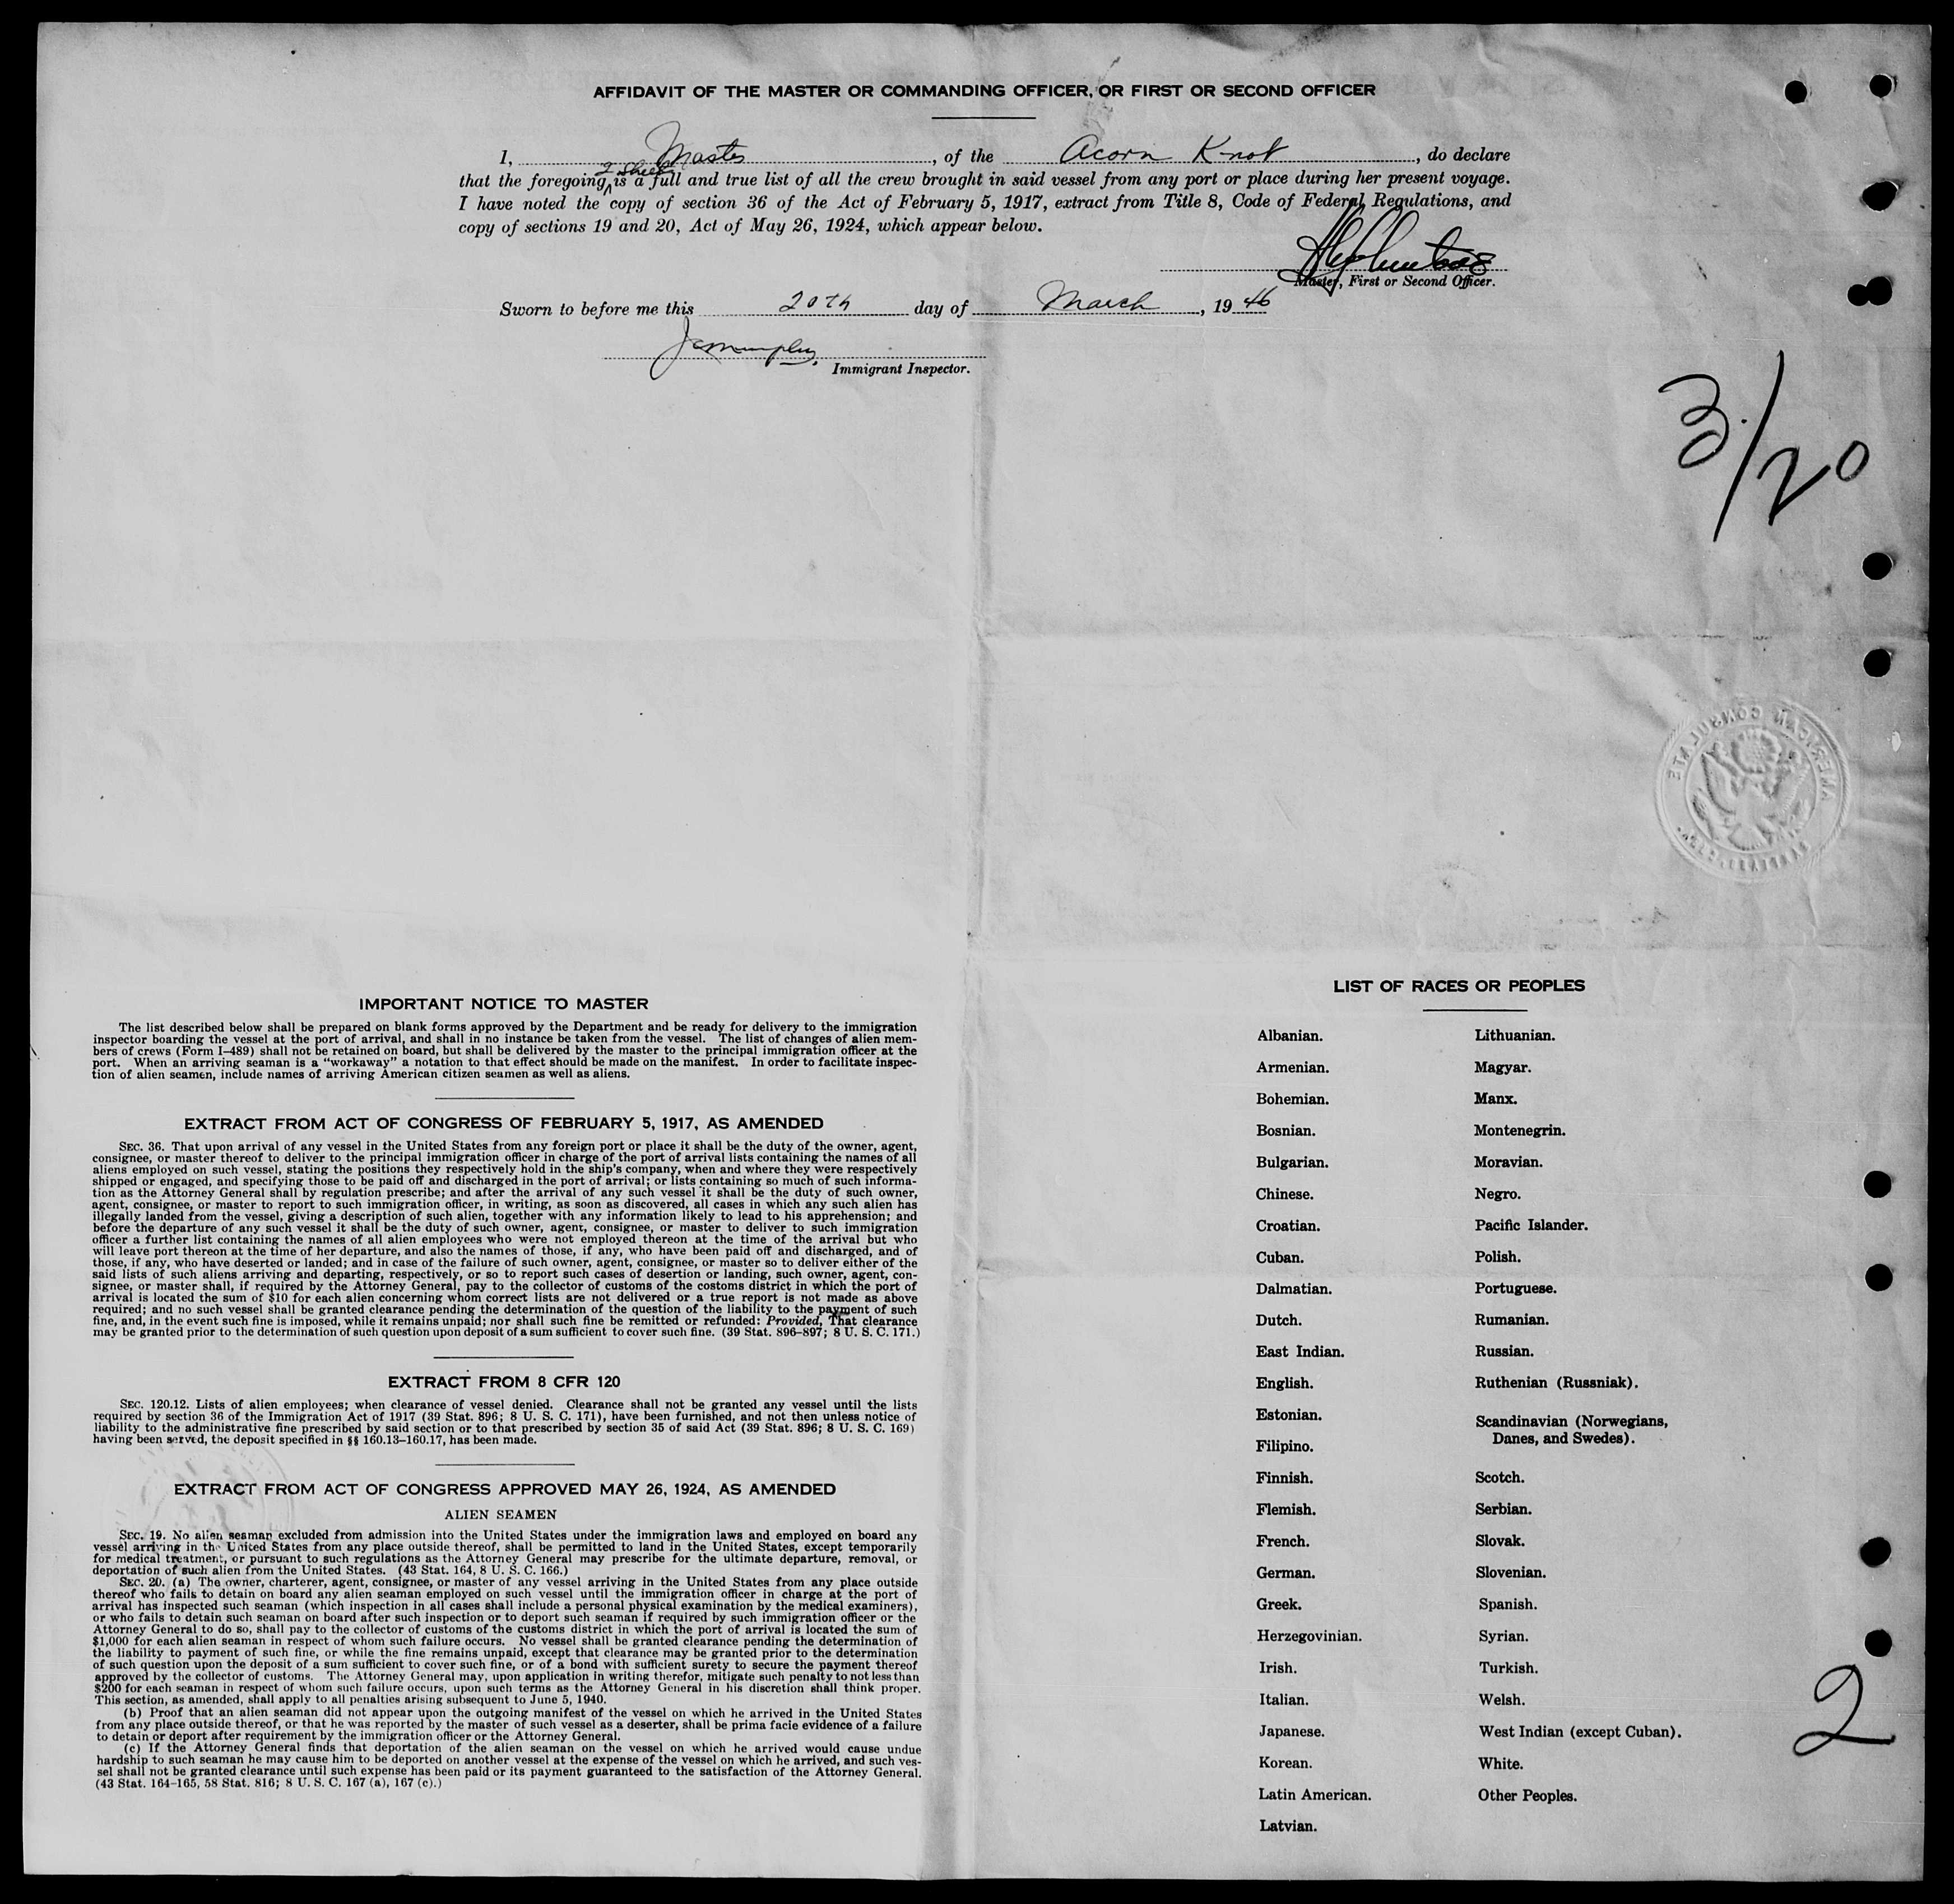 AFFIDAVIT OF THE MASTER OR COMMANDING OFFICER, OR FIRST OR SECOND OFFICER
I, Master, of the Acorn Knot, do declare
2 sheets
that the foregoing is a full and true list of all the crew brought in said vessel from any port or place during her present voyage.
I have noted the copy of section 36 of the Act of February 5, 1917, extract from Title 8, Code of Federal Regulations, and
copy of sections 19 and 20, Act of May 26, 1924, which appear below.
Master, First or Second Officer.
Sworn to before me this 20th day of March, 1946
Immigrant Inspector.
3/20
AMERICAN CONSULATE
IMPORTANT NOTICE TO MASTER
The list described below shall be prepared on blank forms approved by the Department and be ready for delivery to the immigration
inspector boarding the vessel at the port of arrival, and shall in no instance be taken from the vessel. The list of changes of alien mem-
bers of crews (Form I-489) shall not be retained on board, but shall be delivered by the master to the principal immigration officer at the
port. When an arriving seaman is a "workaway" a notation to that effect should be made on the manifest. In order to facilitate inspec-
tion of alien seamen, include names of arriving American citizen seamen as well as aliens.
EXTRACT FROM ACT OF CONGRESS OF FEBRUARY 5, 1917, AS AMENDED
SEC. 36. That upon arrival of any vessel in the United States from any foreign port or place it shall be the duty of the owner, agent,
consignee, or master thereof to deliver to the principal immigration officer in charge of the port of arrival lists containing the names of all
aliens employed on such vessel, stating the positions they respectively hold in the ship's company, when and where they were respectively
shipped or engaged, and specifying those to be paid off and discharged in the port of arrival; or lists containing so much of such informa-
tion as the Attorney General shall by regulation prescribe; and after the arrival of any such vessel it shall be the duty of such owner,
agent, consignee, or master to report to such immigration officer, in writing, as soon as discovered, all cases in which any such alien has
illegally landed from the vessel, giving a description of such alien, together with any information likely to lead to his apprehension; and
before the departure of any such vessel it shall be the duty of such owner, agent, consignee, or master to deliver to such immigration
officer a further list containing the names of all alien employees who were not employed thereon at the time of the arrival but who
will leave port thereon at the time of her departure, and also the names of those, if any, who have been paid off and discharged, and of
those, if any, who have deserted or landed; and in case of the failure of such owner, agent, consignee, or master so to deliver either of the
said lists of such aliens arriving and departing, respectively, or so to report such cases of desertion or landing, such owner, agent, con-
signee, or master shall, if required by the Attorney General, pay to the collector of customs of the customs district in which the port of
arrival is located the sum of $10 for each alien concerning whom correct lists are not delivered or a true report is not made as above
required; and no such vessel shall be granted clearance pending the determination of the question of the liability to the payment of such
fine, and, in the event such fine is imposed, while it remains unpaid; nor shall such fine be remitted or refunded: Provided, That clearance
may be granted prior to the determination of such question upon deposit of a sum sufficient to cover such fine. (39 Stat. 896-897; 8 U. S. C. 171.)
EXTRACT FROM 8 CFR 120
SEC. 120.12. Lists of alien employees; when clearance of vessel denied. Clearance shall not be granted any vessel until the lists
required by section 36 of the Immigration Act of 1917 (39 Stat. 896; 8 U. S. C. 171), have been furnished, and not then unless notice of
liability to the administrative fine prescribed by said section or to that prescribed by section 35 of said Act (39 Stat. 896; 8 U. S. C. 169)
having been served, the deposit specified in §§ 160.13-160.17, has been made.
EXTRACT FROM ACT OF CONGRESS APPROVED MAY 26, 1924, AS AMENDED
ALIEN SEAMEN
SEC. 19. No alien seaman excluded from admission into the United States under the immigration laws and employed on board any
vessel arriving in the United States from any place outside thereof, shall be permitted to land in the United States, except temporarily
for medical treatment, or pursuant to such regulations as the Attorney General may prescribe for the ultimate departure, removal, or
deportation of such alien from the United States. (43 Stat. 164, 8 U. S. C. 166.)
SEC. 20. (a) The owner, charterer, agent, consignee, or master of any vessel arriving in the United States from any place outside
thereof who fails to detain on board any alien seaman employed on such vessel until the immigration officer in charge at the port of
arrival has inspected such seaman (which inspection in all cases shall include a personal physical examination by the medical examiners),
or who fails to detain such seaman on board after such inspection or to deport such seaman if required by such immigration officer or the
Attorney General to do so, shall pay to the collector of customs of the customs district in which the port of arrival is located the sum of
$1,000 for each alien seaman in respect of whom such failure occurs. No vessel shall be granted clearance pending the determination of
the liability to payment of such fine, or while the fine remains unpaid, except that clearance may be granted prior to the determination
of such question upon the deposit of a sum sufficient to cover such fine, or of a bond with sufficient surety to secure the payment thereof
approved by the collector of customs. The Attorney General may, upon application in writing therefor, mitigate such penalty to not less than
$200 for each seaman in respect of whom such failure occurs, upon such terms as the Attorney General in his discretion shall think proper.
This section, as amended, shall apply to all penalties arising subsequent to June 5, 1940.
(b) Proof that an alien seaman did not appear upon the outgoing manifest of the vessel on which he arrived in the United States
from any place outside thereof, or that he was reported by the master of such vessel as a deserter, shall be prima facie evidence of a failure
to detain or deport after requirement by the immigration officer or the Attorney General.
(c) If the Attorney General finds that deportation of the alien seaman on the vessel on which he arrived would cause undue
hardship to such seaman he may cause him to be deported on another vessel at the expense of the vessel on which he arrived, and such ves-
sel shall not be granted clearance until such expense has been paid or its payment guaranteed to the satisfaction of the Attorney General.
(43 Stat. 164-165, 58 Stat. 816; 8 U. S. C. 167 (a), 167 (c).)
LIST OF RACES OR PEOPLES
Albanian.
Armenian.
Bohemian.
Bosnian.
Bulgarian.
Chinese.
Croatian.
Cuban.
Dalmatian.
Dutch.
East Indian.
English.
Estonian.
Filipino.
Finnish.
Flemish.
French.
German.
Greek.
Herzegovinian.
Irish.
Italian.
Japanese.
Korean.
Latin American.
Latvian.
Lithuanian.
Magyar.
Manx.
Montenegrin.
Moravian.
Negro.
Pacific Islander.
Polish.
Portuguese.
Rumanian.
Russian.
Ruthenian (Russniak).
Scandinavian (Norwegians,
Danes, and Swedes).
Scotch.
Serbian.
Slovak.
Slovenian.
Spanish.
Syrian.
Turkish.
Welsh.
West Indian (except Cuban).
White.
Other Peoples.
2